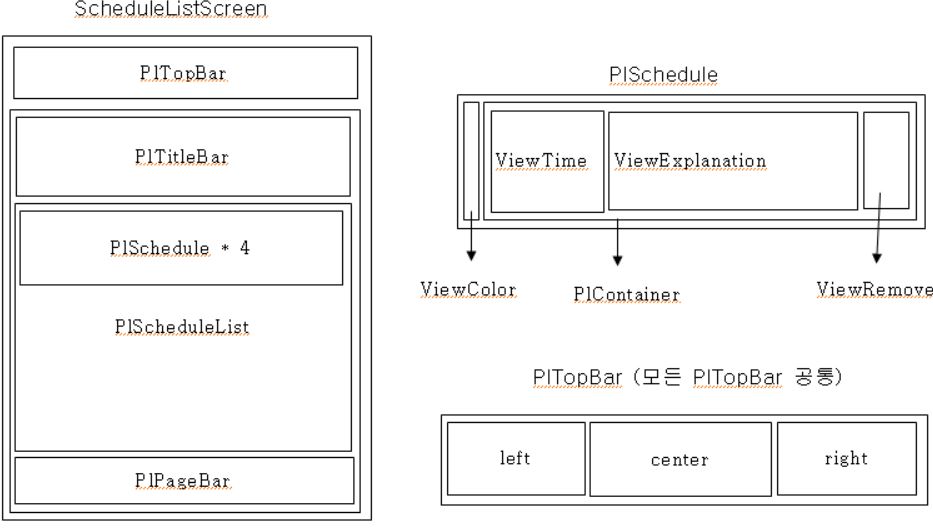 ScheduleListScreen
PlTopBar
PlTitleBar
PlSchedule * 4
PlScheduleList
PlPageBar
PlSchedule
ViewTime
ViewExplanation
ViewColor
PlContainer
ViewRemove
PlTopBar (모든 PlTopBar 공통)
left
center
right